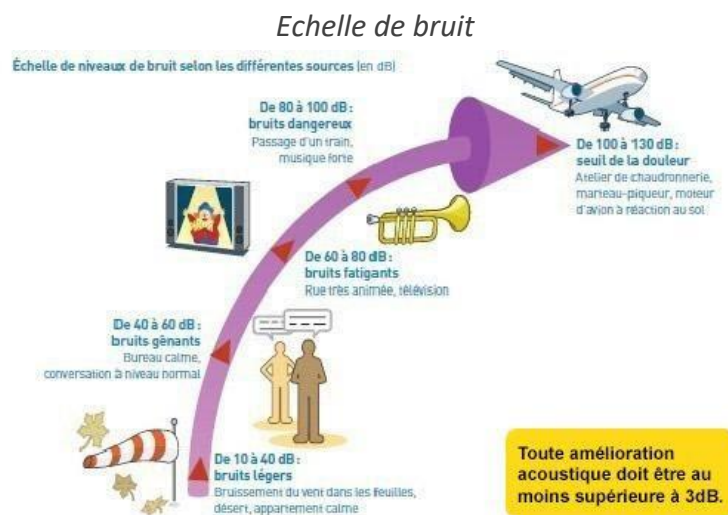 Echelle de bruit
Échelle de niveaux de bruit selon les différentes sources (en dB)
De 80 à 100 dB :
bruits dangereux
Passage d'un train,
musique forte
De 100 à 130 dB :
seuil de la douleur
Atelier de chaudronnerie,
marteau-piqueur, moteur
d'avion à réaction au sol
De 60 à 80 dB :
bruits fatigants
Rue très animée, télévision
De 40 à 60 dB :
bruits gênants
Bureau calme,
conversation à niveau normal
De 10 à 40 dB :
bruits légers
Bruissement du vent dans les feuilles,
désert, appartement calme
Toute amélioration
acoustique doit être au
moins supérieure à 3dB.